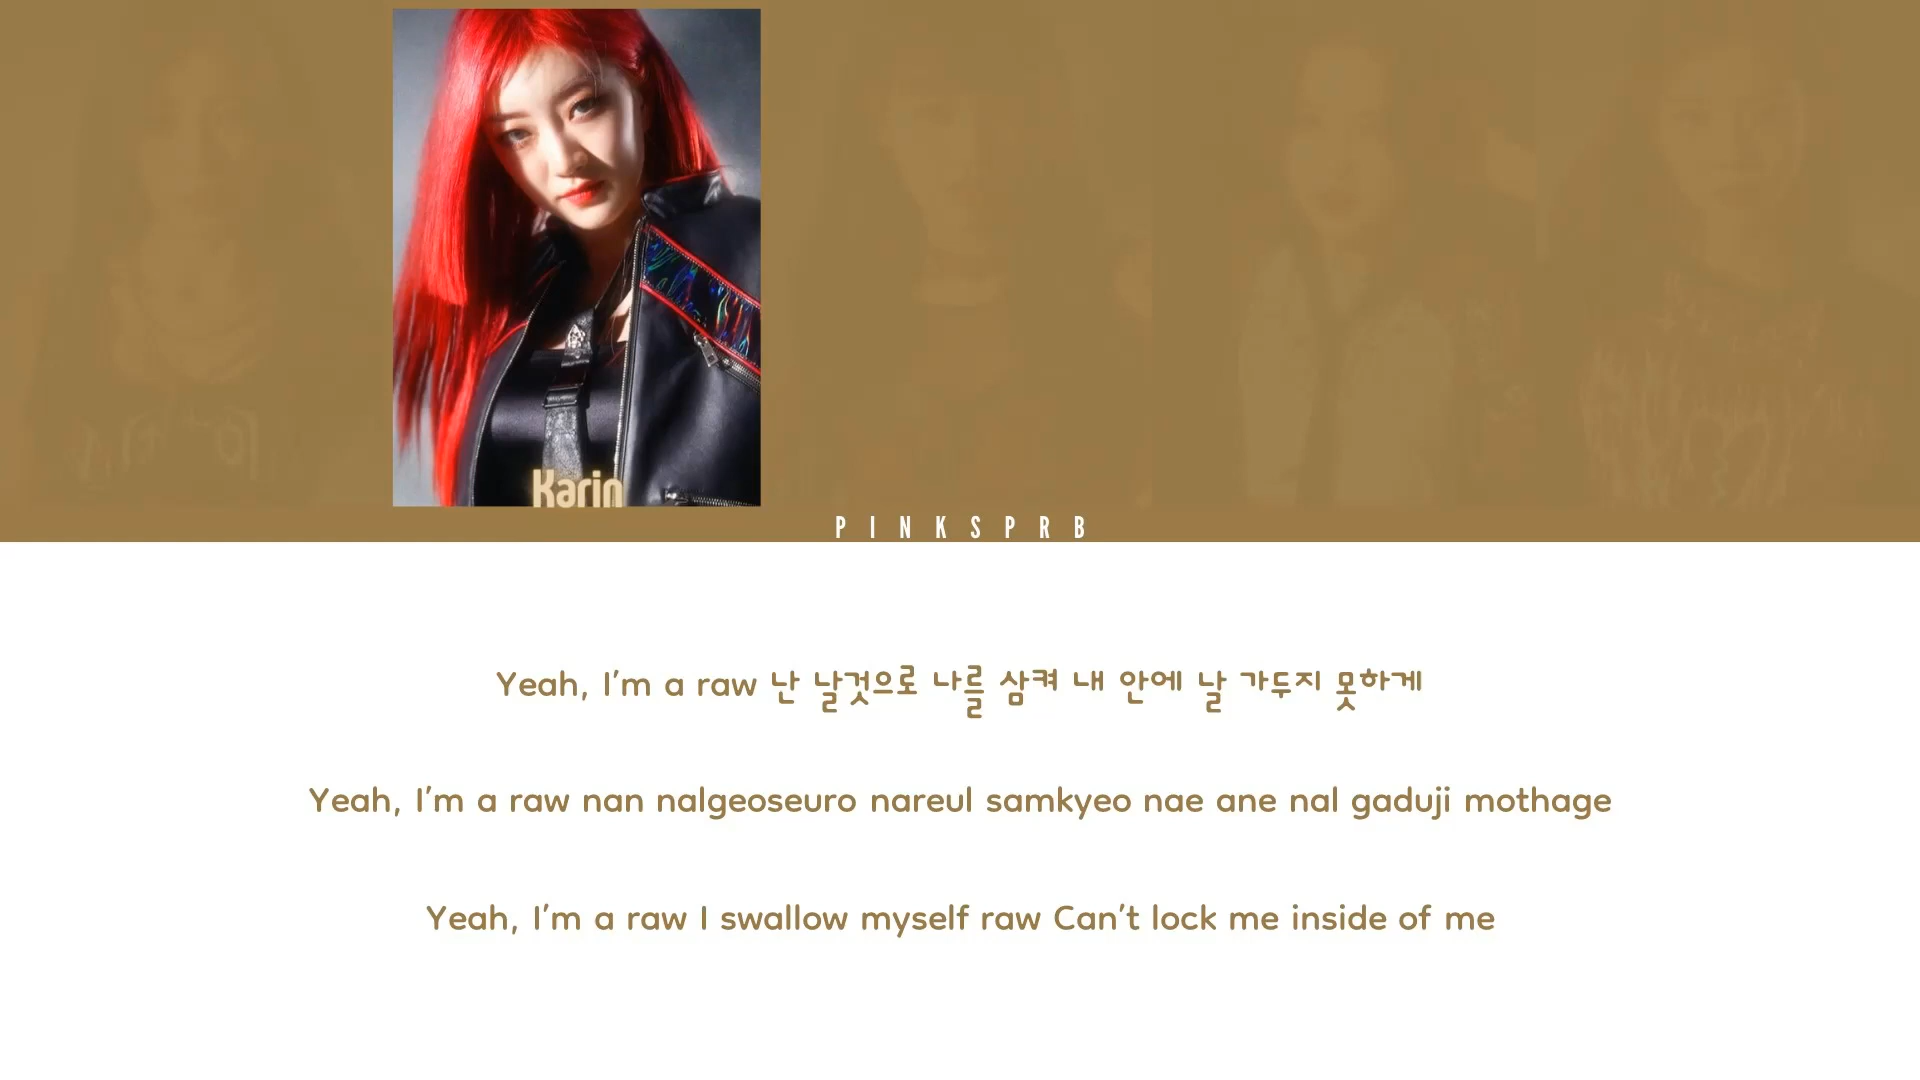 Karin
PINKSPRB
Yeah, I'm a raw 난 날것으로 나를 삼켜 내 안에 날 가두지 못하게
Yeah, I'm a raw nan nalgeoseuro nareul samkyeo nae ane nal gaduji mothage
Yeah, I'm a raw I swallow myself raw Can't lock me inside of me